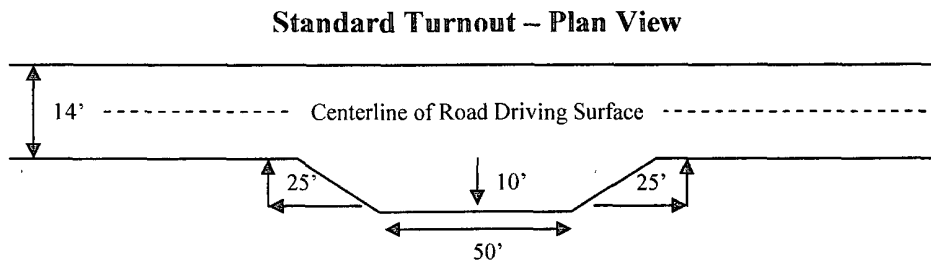 Standard Turnout – Plan View
14’
Centerline of Road Driving Surface
25’
10’
25’
50’